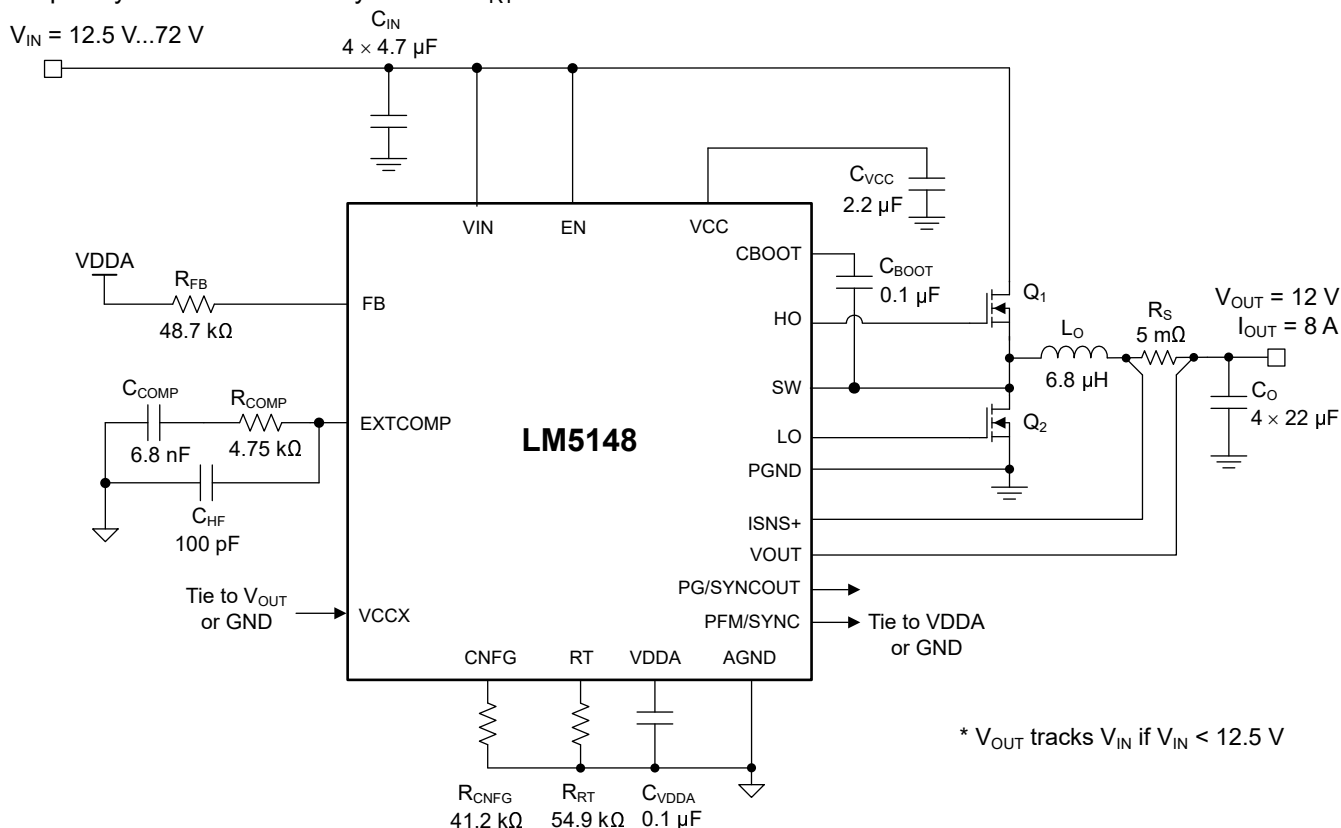 V_IN = 12.5 V...72 V
C_IN
4 × 4.7 µF
C_VCC
2.2 µF
VIN
EN
VCC
CBOOT
C_BOOT
0.1 µF
VDDA
R_FB
48.7 kΩ
FB
HO
Q_1
V_OUT = 12 V
I_OUT = 8 A
L_O
6.8 µH
R_S
5 mΩ
SW
C_COMP
6.8 nF
R_COMP
4.75 kΩ
EXTCOMP
LM5148
LO
Q_2
C_O
4 × 22 µF
PGND
C_HF
100 pF
ISNS+
VOUT
PG/SYNCOUT
Tie to V_OUT
or GND
VCCX
PFM/SYNC
Tie to VDDA
or GND
CNFG
RT
VDDA
AGND
* V_OUT tracks V_IN if V_IN < 12.5 V
R_CNFG
41.2 kΩ
R_RT
54.9 kΩ
C_VDDA
0.1 µF